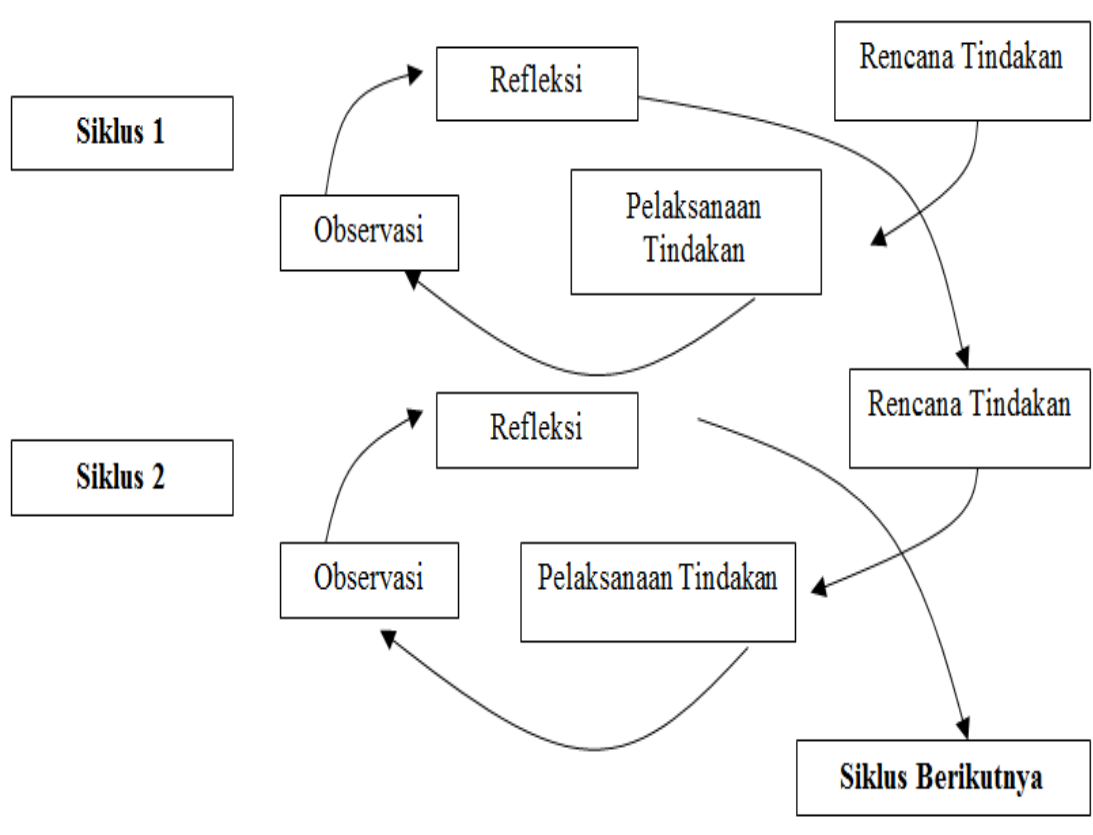 Rencana Tindakan
Refleksi
Siklus 1
Pelaksanaan
Tindakan
Observasi
Rencana Tindakan
Refleksi
Siklus 2
Observasi
Pelaksanaan Tindakan
Siklus Berikutnya